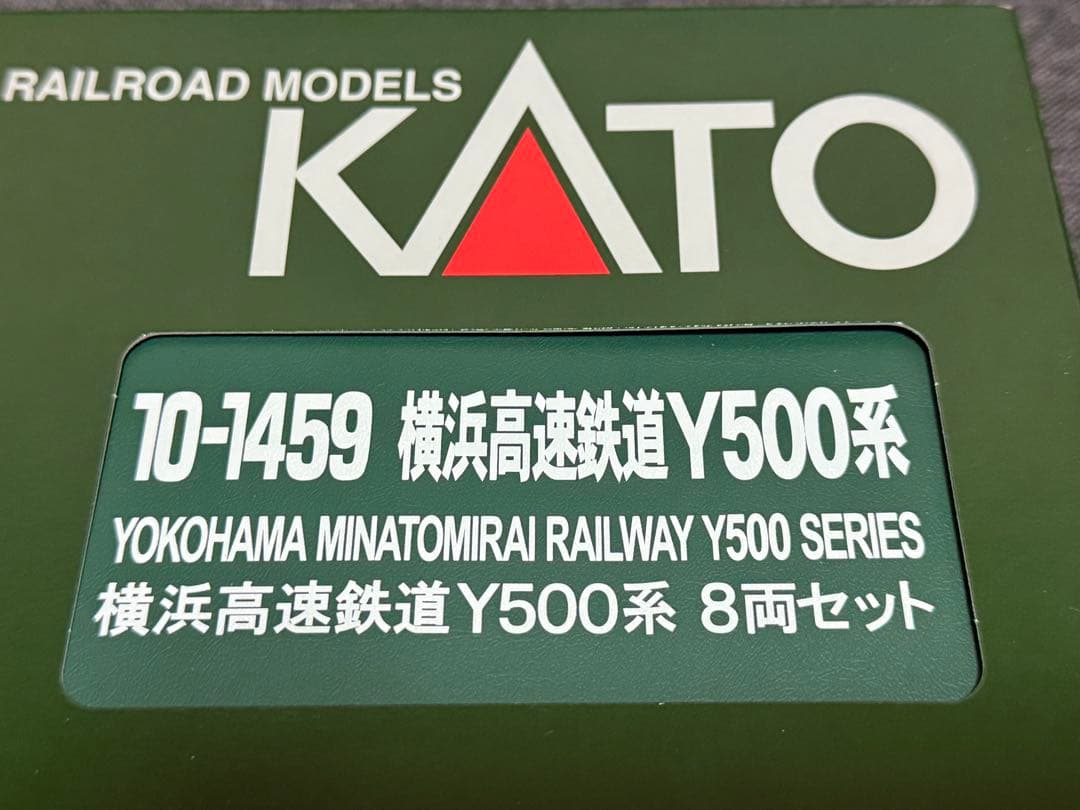 RAILROAD MODELS
KATO
10-1459 横浜高速鉄道Y500系
YOKOHAMA MINATOMIRAI RAILWAY Y500 SERIES
横浜高速鉄道Y500系 8両セット